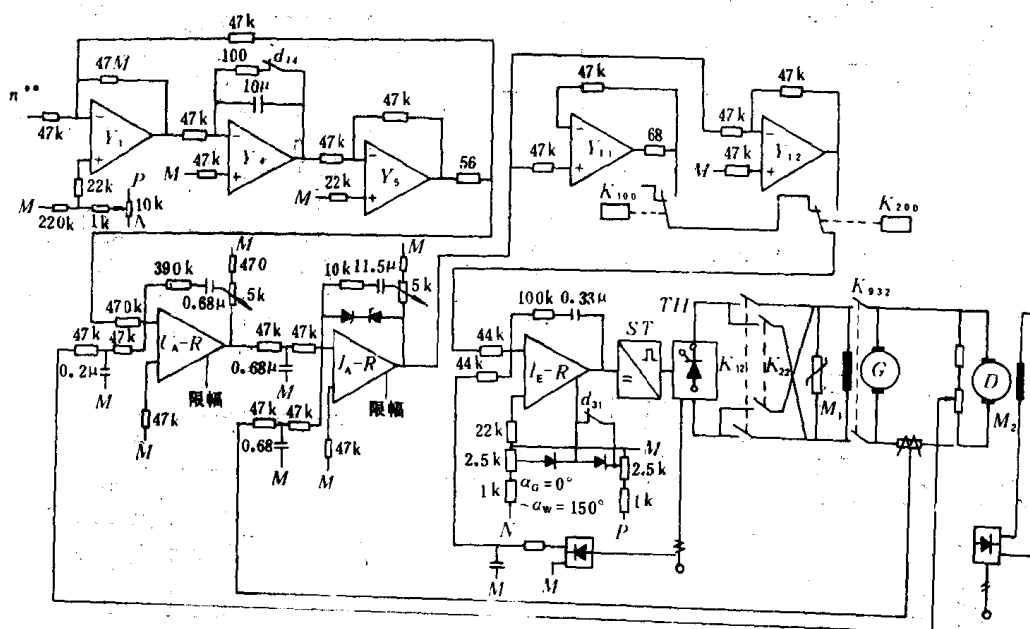 47k
47M
100
d14
10μ
n**
47k
Y1
47k
47k
M
Y4
47k
47k
22k
M
Y5
56
22k
P
10k
N
M
220k
1k
47k
47k
Y11
68
47k
47k
47k
M
Y12
K100
K200
M
470
5k
390k
0.68μ
470k
47k
47k
0.2μ
M
47k
M
限幅
M
5k
10k
11.5μ
IA-R
47k
47k
0.68μ
M
限幅
47k
47k
0.68
M
47k
M
100k
0.33μ
44k
44k
IE-R
ST
TH
K12
K22
M1
K932
G
D
M2
d31
22k
2.5k
1k
N
αG=0°
αW=150°
M
2.5k
1k
P
M
M